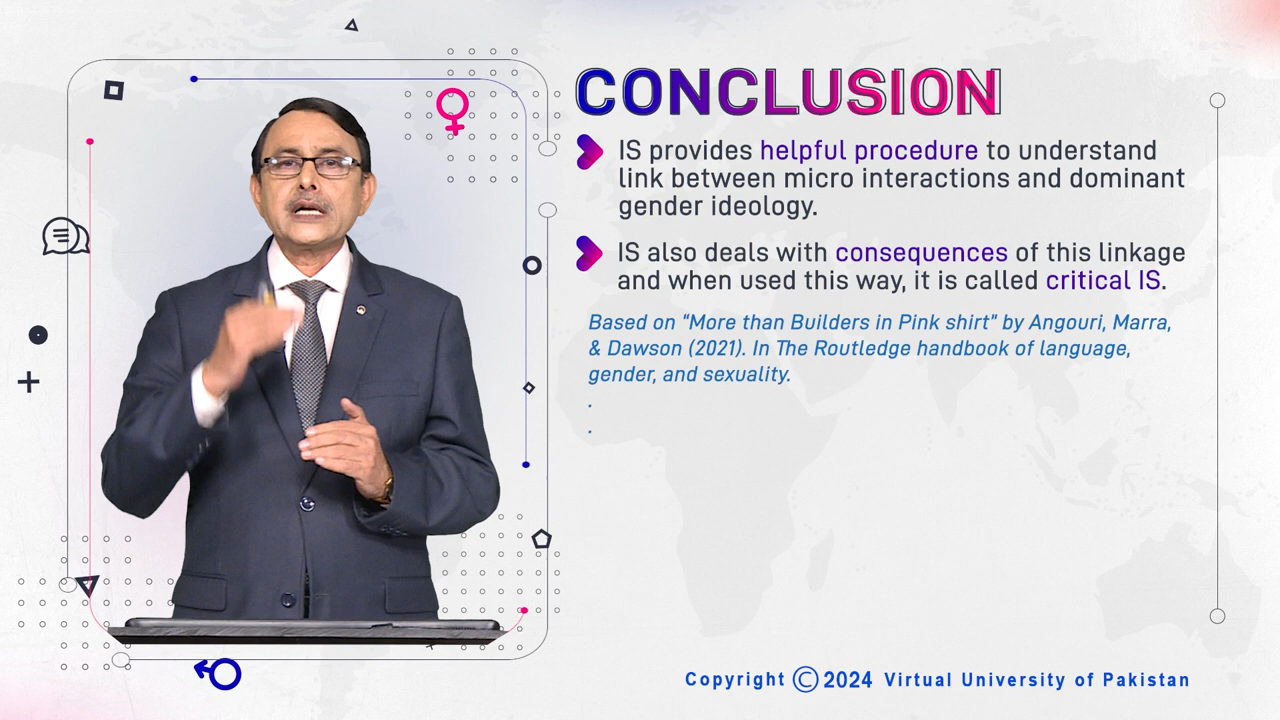 CONCLUSION
IS provides helpful procedure to understand
link between micro interactions and dominant
gender ideology.
IS also deals with consequences of this linkage
and when used this way, it is called critical IS.
Based on “More than Builders in Pink shirt” by Angouri, Marra,
& Dawson (2021). In The Routledge handbook of language,
gender, and sexuality.
.
.
Copyright © 2024 Virtual University of Pakistan